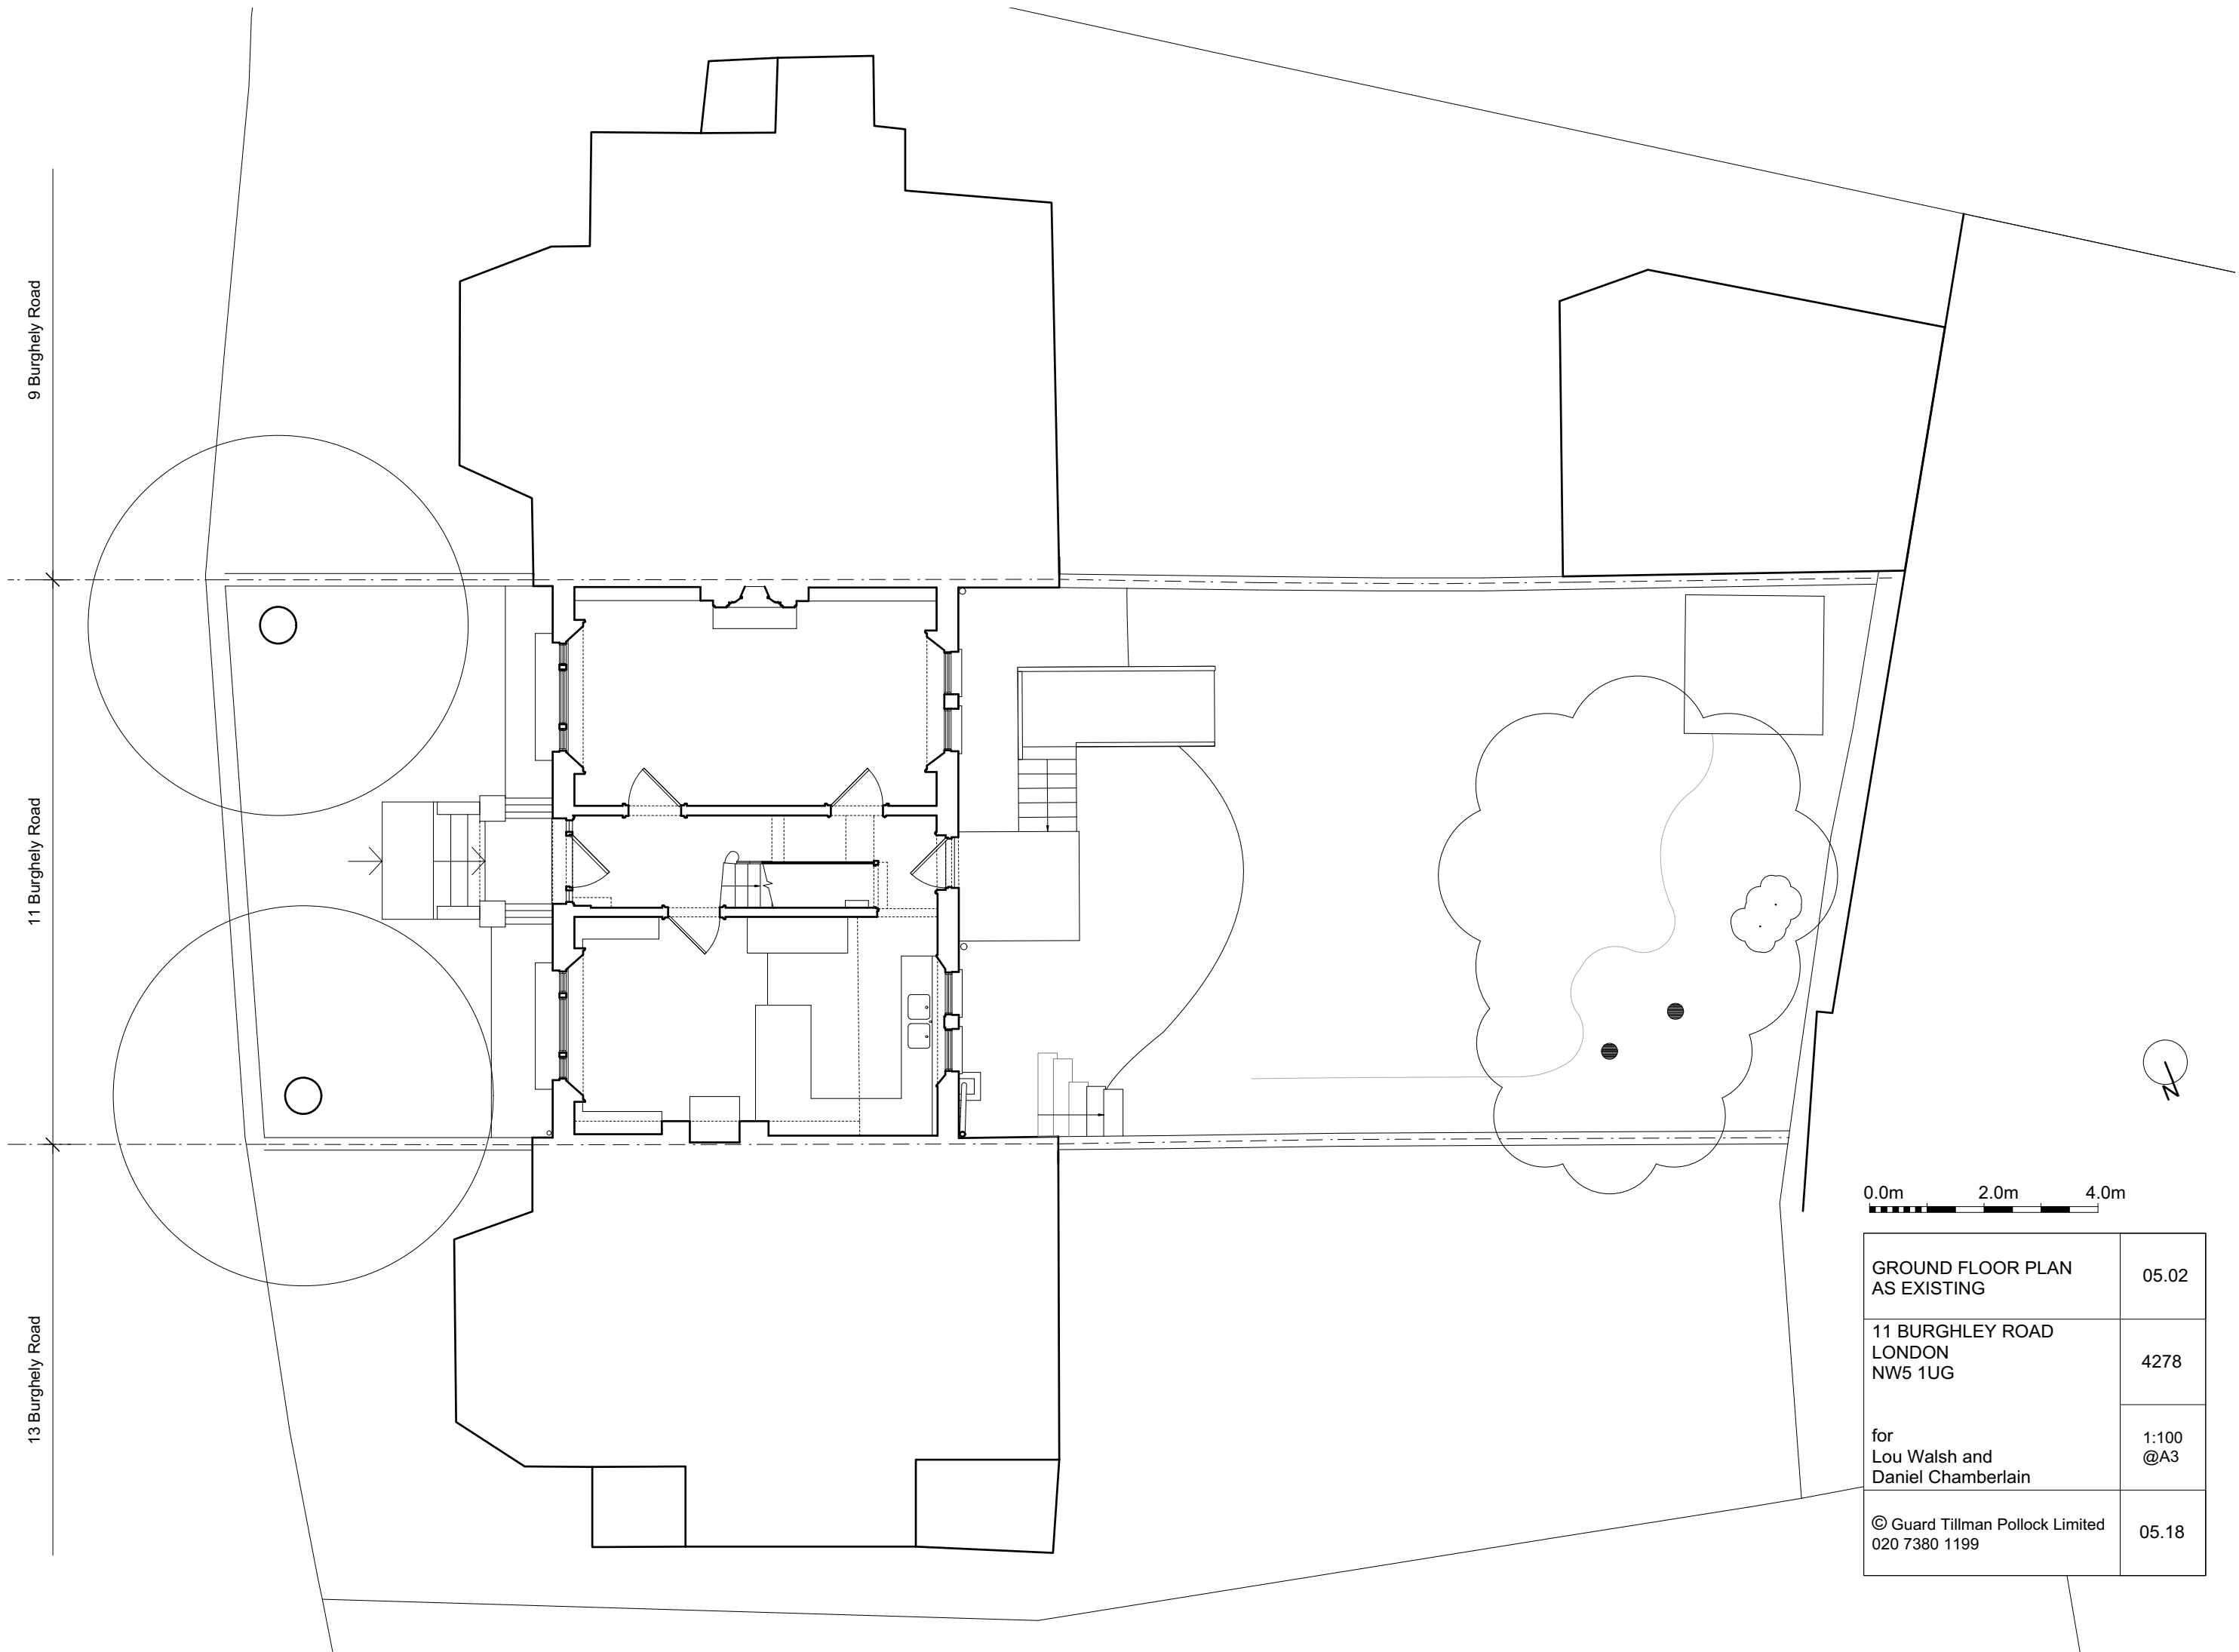 9 Burghely Road
11 Burghely Road
13 Burghely Road
N
0.0m 2.0m 4.0m
GROUND FLOOR PLAN
AS EXISTING
05.02
11 BURGHLEY ROAD
LONDON
NW5 1UG
4278
for
Lou Walsh and
Daniel Chamberlain
1:100
@A3
© Guard Tillman Pollock Limited
020 7380 1199
05.18